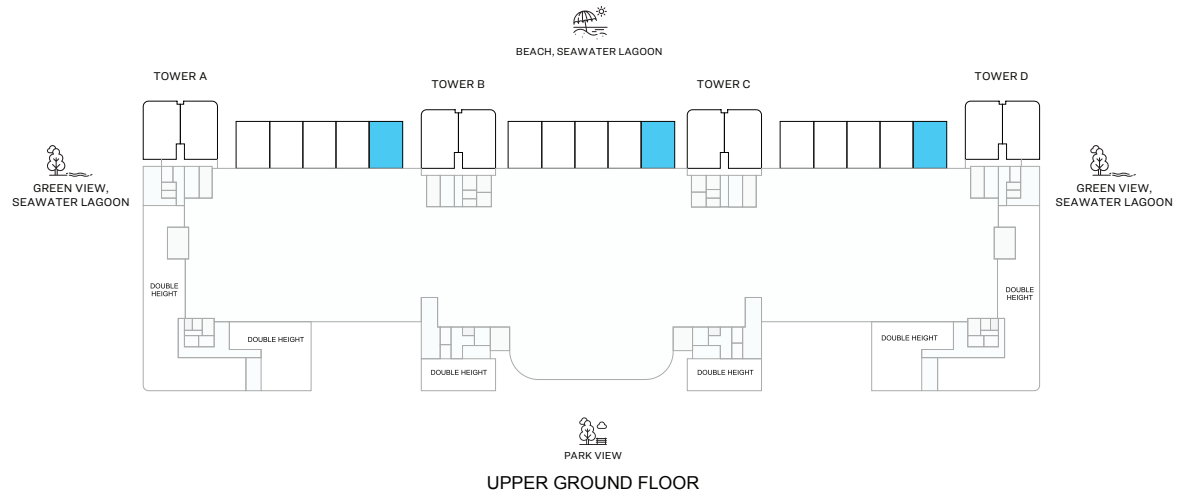 BEACH, SEAWATER LAGOON
TOWER A
TOWER B
TOWER C
TOWER D
GREEN VIEW,
SEAWATER LAGOON
GREEN VIEW,
SEAWATER LAGOON
DOUBLE
HEIGHT
DOUBLE
HEIGHT
DOUBLE HEIGHT
DOUBLE HEIGHT
DOUBLE HEIGHT
DOUBLE HEIGHT
PARK VIEW
UPPER GROUND FLOOR